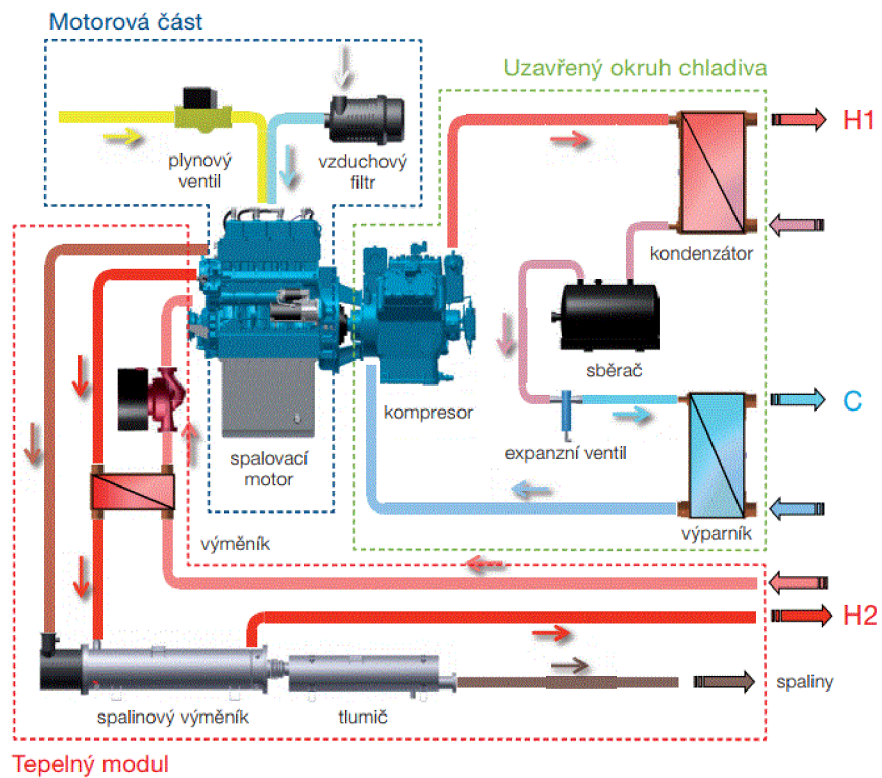 Motorová část
Uzavřený okruh chladiva
H1
plynový
ventil
vzduchový
filtr
kondenzátor
sběrač
kompresor
C
expanzní ventil
spalovací
motor
výparník
výměník
H2
spaliny
spalinový výměník
tlumič
Tepelný modul